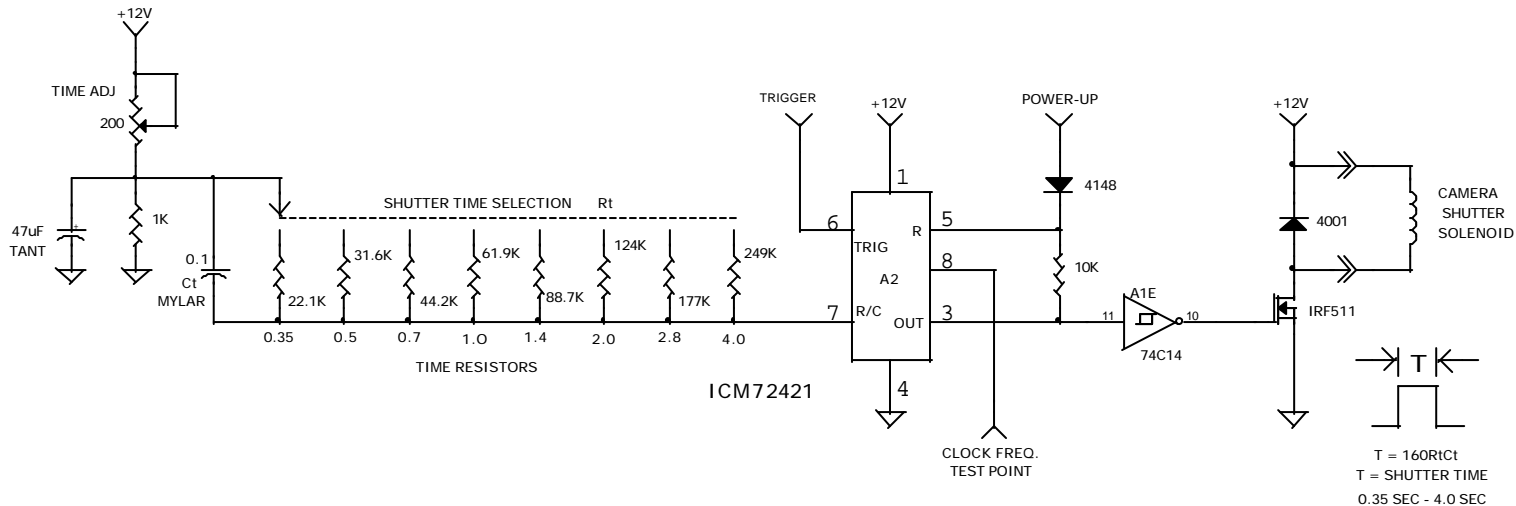 +12V
TIME ADJ
200
1K
47uF
TANT
+
0.1
Ct
MYLAR
SHUTTER TIME SELECTION Rt
22.1K
31.6K
44.2K
61.9K
88.7K
124K
177K
249K
0.35
0.5
0.7
1.0
1.4
2.0
2.8
4.0
TIME RESISTORS
TRIGGER
+12V
1
6
TRIG
R
5
A2
8
7
R/C
OUT
3
4
ICM72421
POWER-UP
4148
10K
CLOCK FREQ.
TEST POINT
A1E
11
10
74C14
+12V
4001
IRF511
CAMERA
SHUTTER
SOLENOID
T
T = 160RtCt
T = SHUTTER TIME
0.35 SEC - 4.0 SEC